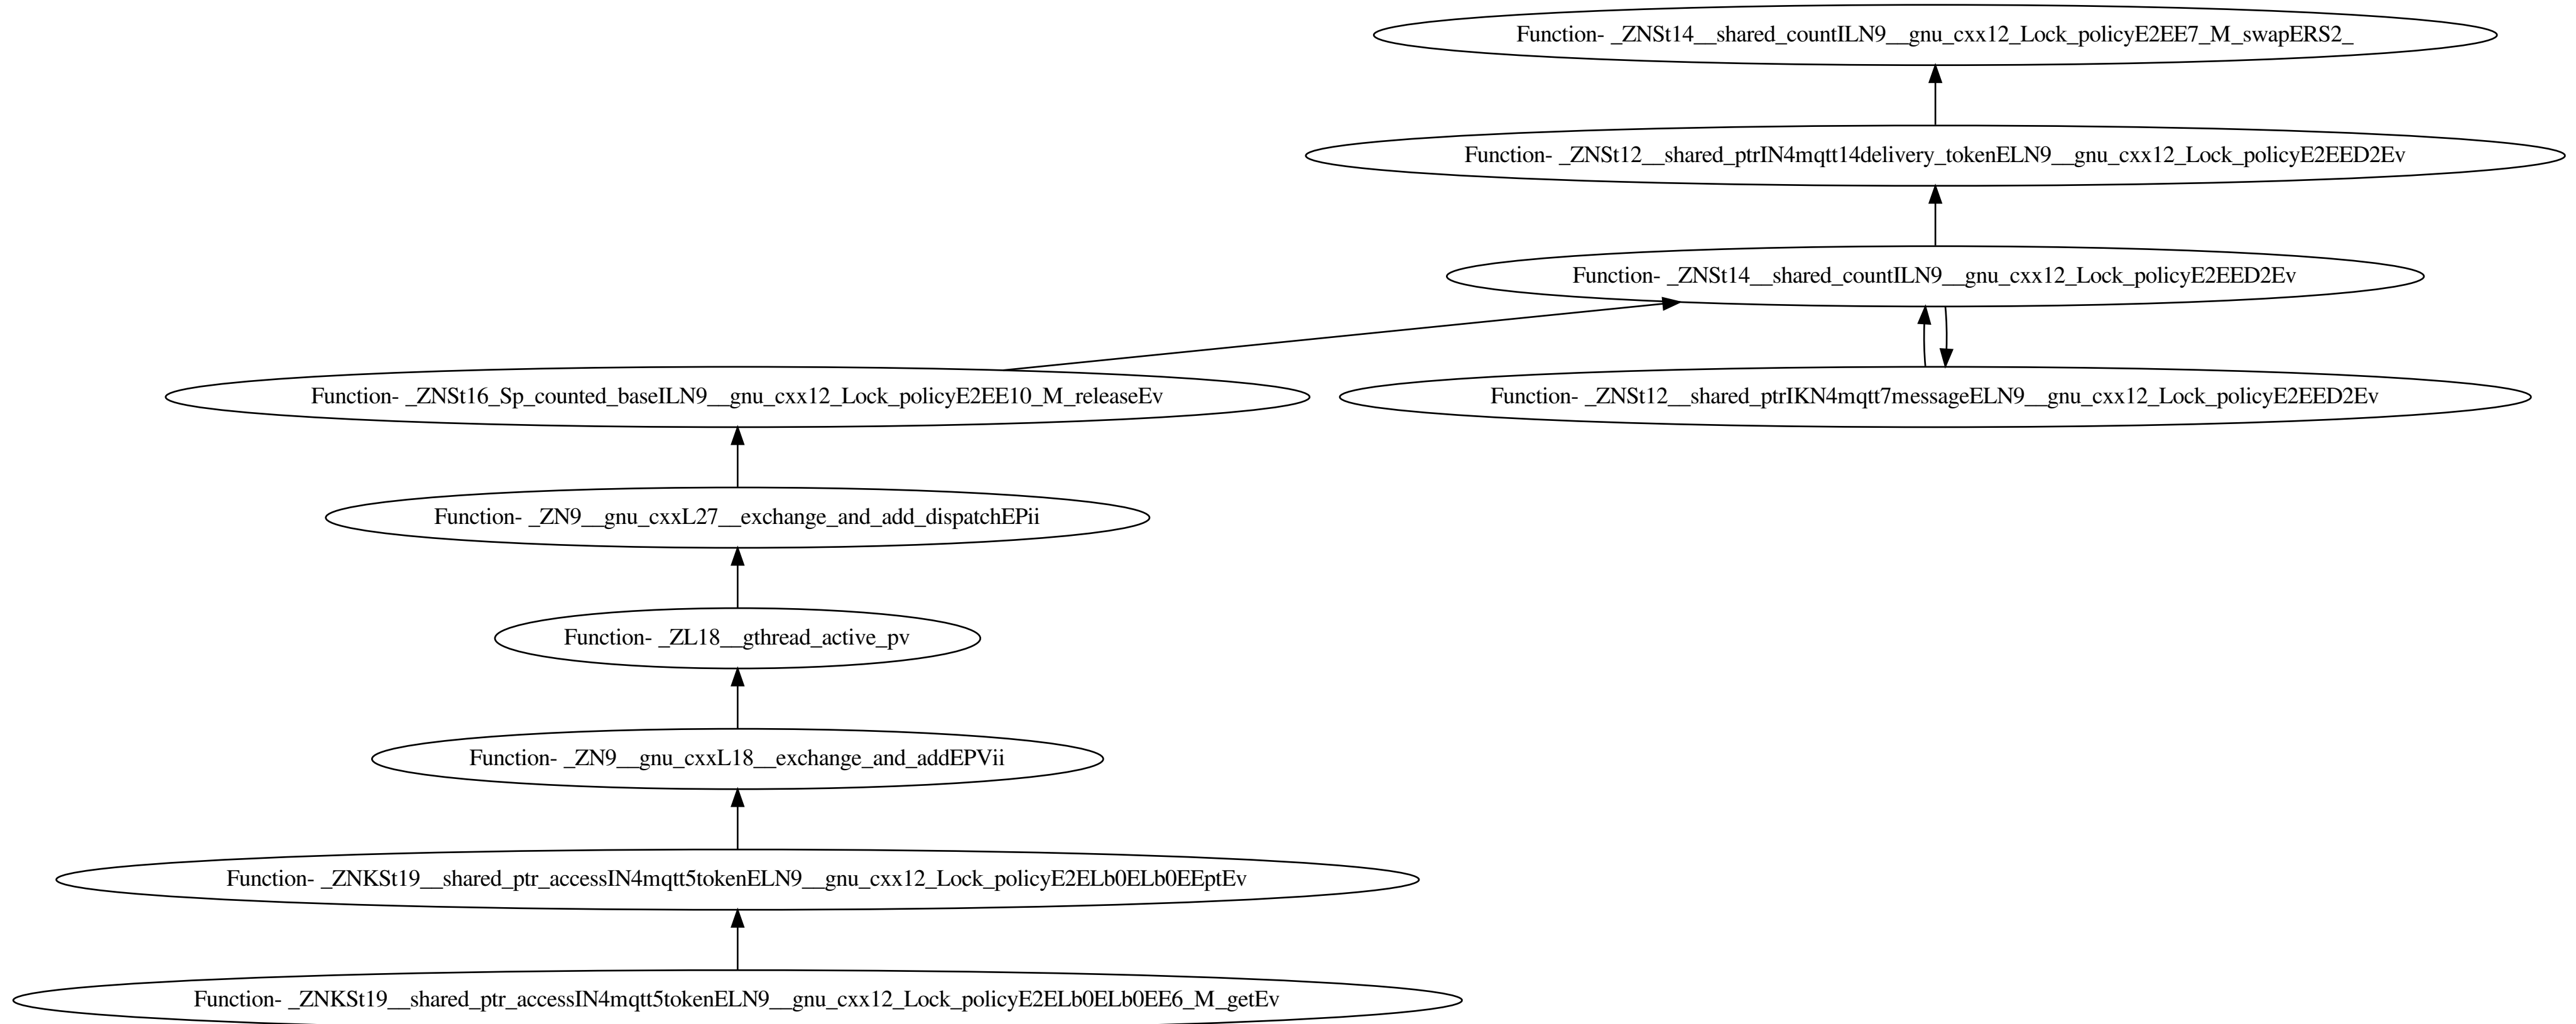 Function- _ZNSt14__shared_countILN9__gnu_cxx12_Lock_policyE2EE7_M_swapERS2_
Function- _ZNSt12__shared_ptrIN4mqtt14delivery_tokenELN9__gnu_cxx12_Lock_policyE2EED2Ev
Function- _ZNSt14__shared_countILN9__gnu_cxx12_Lock_policyE2EED2Ev
Function- _ZNSt16_Sp_counted_baseILN9__gnu_cxx12_Lock_policyE2EE10_M_releaseEv
Function- _ZNSt12__shared_ptrIKN4mqtt7messageELN9__gnu_cxx12_Lock_policyE2EED2Ev
Function- _ZN9__gnu_cxxL27__exchange_and_add_dispatchEPii
Function- _ZL18__gthread_active_pv
Function- _ZN9__gnu_cxxL18__exchange_and_addEPVii
Function- _ZNKSt19__shared_ptr_accessIN4mqtt5tokenELN9__gnu_cxx12_Lock_policyE2ELb0ELb0EEptEv
Function- _ZNKSt19__shared_ptr_accessIN4mqtt5tokenELN9__gnu_cxx12_Lock_policyE2ELb0ELb0EE6_M_getEv